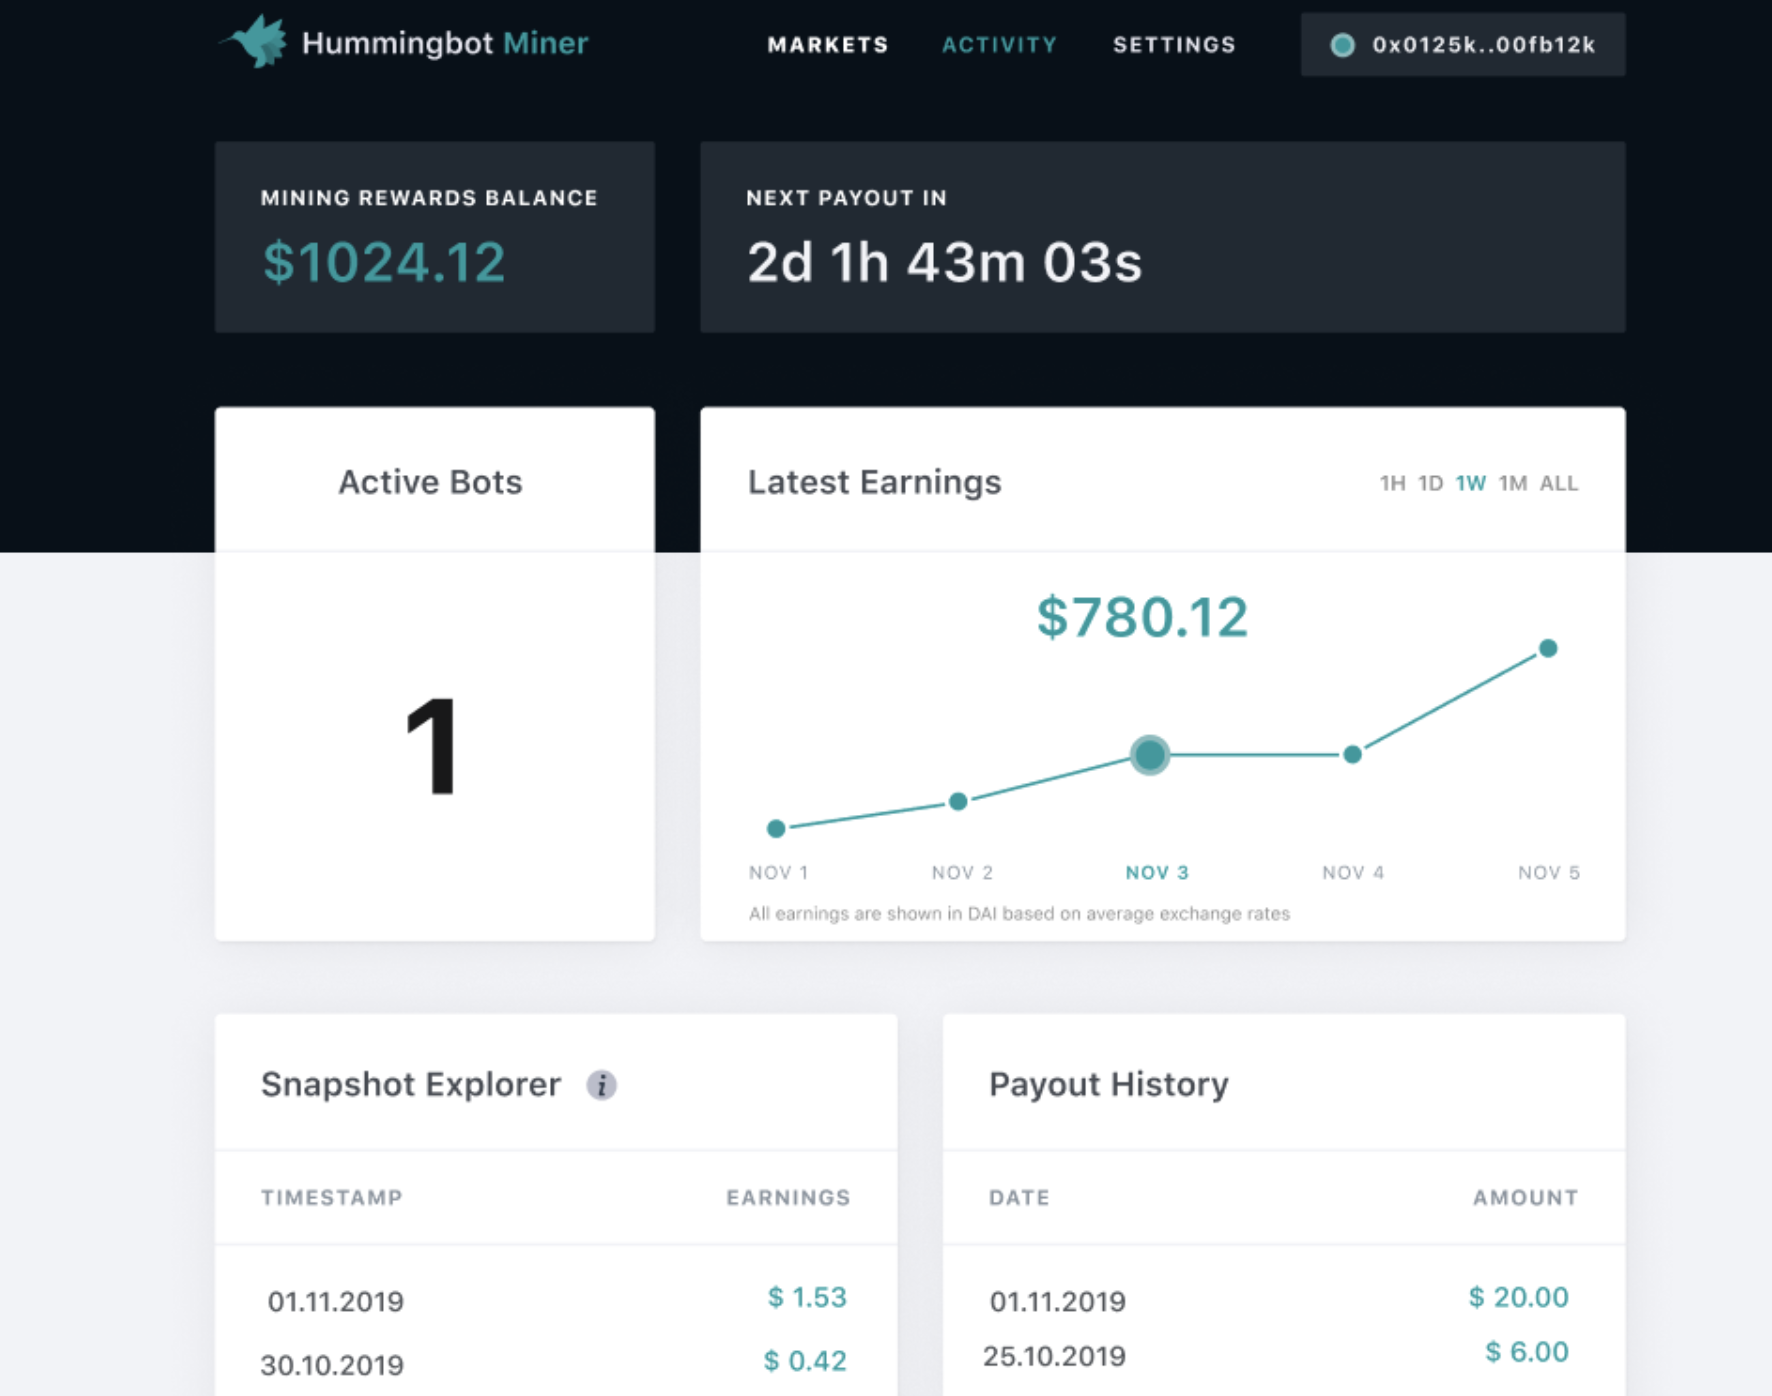 Hummingbot Miner
MARKETS ACTIVITY SETTINGS 0x0125k..00fb12k
MINING REWARDS BALANCE
$1024.12
NEXT PAYOUT IN
2d 1h 43m 03s
Active Bots
1
Latest Earnings
1H 1D 1W 1M ALL
$780.12
NOV 1 NOV 2 NOV 3 NOV 4 NOV 5
All earnings are shown in DAI based on average exchange rates
Snapshot Explorer i
TIMESTAMP EARNINGS
01.11.2019 $ 1.53
30.10.2019 $ 0.42
Payout History
DATE AMOUNT
01.11.2019 $ 20.00
25.10.2019 $ 6.00